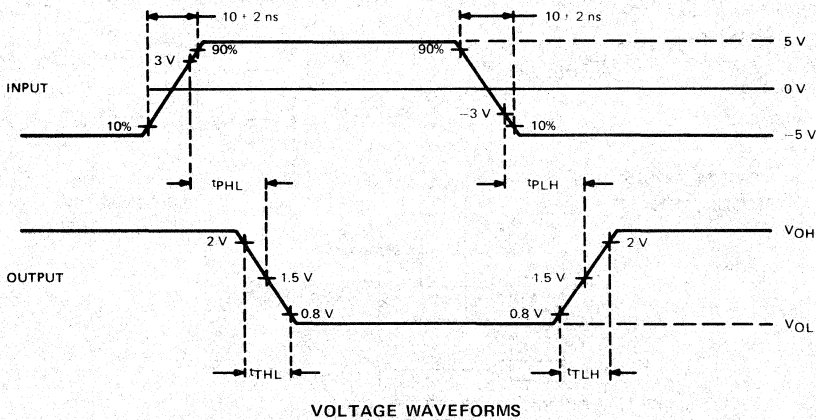 10 ± 2 ns
10 ± 2 ns
5 V
90%
90%
3 V
INPUT
0 V
-3 V
10%
10%
-5 V
tPHL
tPLH
VOH
2 V
2 V
OUTPUT
1.5 V
1.5 V
0.8 V
0.8 V
VOL
tTHL
tTLH
VOLTAGE WAVEFORMS